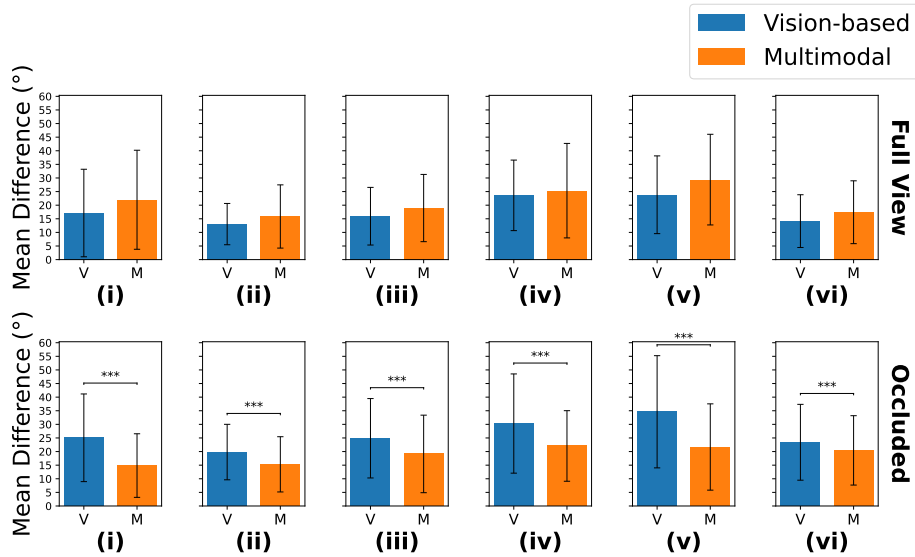 Vision-based
Multimodal
Mean Difference (°)
60
55
50
45
40
35
30
25
20
15
10
5
0
V M V M V M V M V M V M
(i) (ii) (iii) (iv) (v) (vi)
Full View
Mean Difference (°)
60
55
50
45
40
35
30
25
20
15
10
5
0
*** *** *** *** *** ***
V M V M V M V M V M V M
(i) (ii) (iii) (iv) (v) (vi)
Occluded